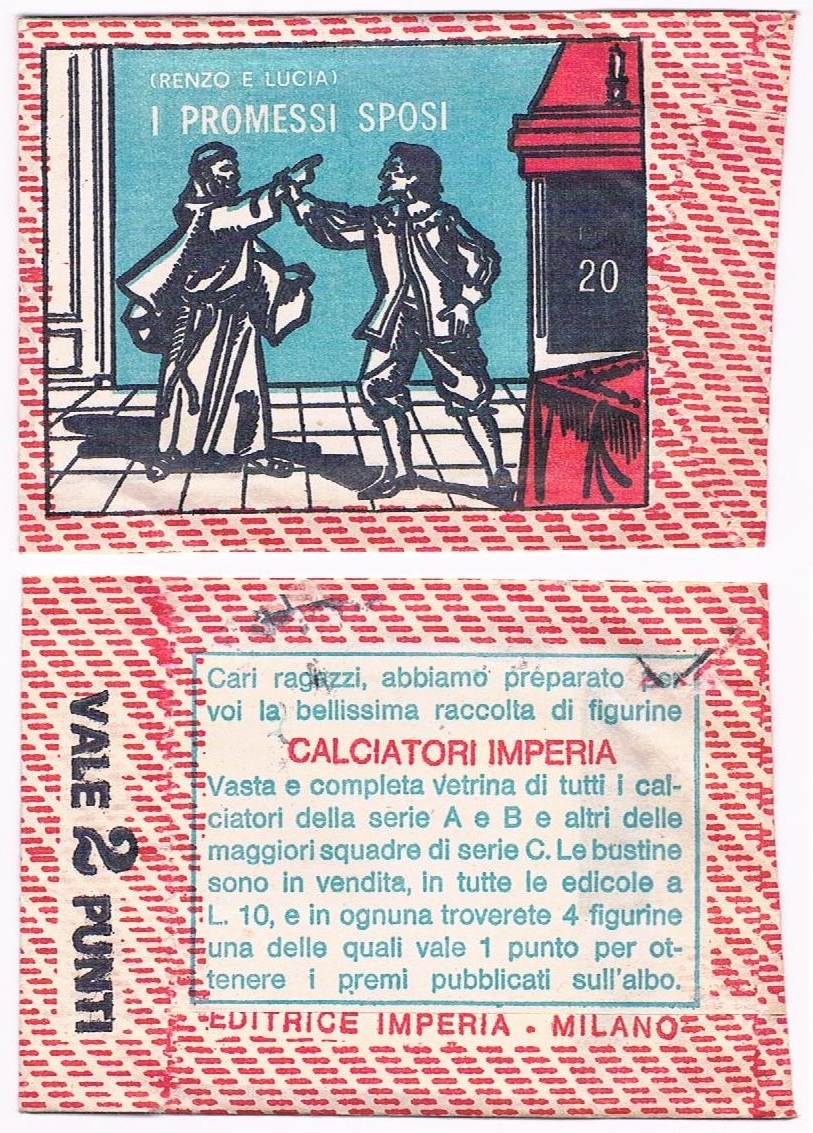 (RENZO E LUCIA)
I PROMESSI SPOSI
20
VALE 2 PUNTI
Cari ragazzi, abbiamo preparato per
voi la bellissima raccolta di figurine
CALCIATORI IMPERIA
Vasta e completa vetrina di tutti i cal-
ciatori della serie A e B e altri delle
maggiori squadre di serie C. Le bustine
sono in vendita, in tutte le edicole a
L. 10, e in ognuna troverete 4 figurine
una delle quali vale 1 punto per ot-
tenere i premi pubblicati sull'albo.
EDITRICE IMPERIA - MILANO